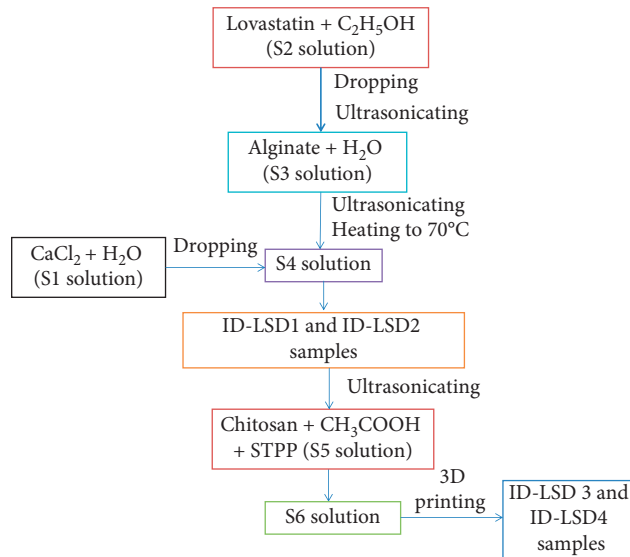 Lovastatin + C₂H₅OH
(S2 solution)
Dropping
Ultrasonicating
Alginate + H₂O
(S3 solution)
Ultrasonicating
Heating to 70°C
CaCl₂ + H₂O
(S1 solution)
Dropping
S4 solution
ID-LSD1 and ID-LSD2
samples
Ultrasonicating
Chitosan + CH₃COOH
+ STPP (S5 solution)
S6 solution
3D
printing
ID-LSD 3 and
ID-LSD4
samples